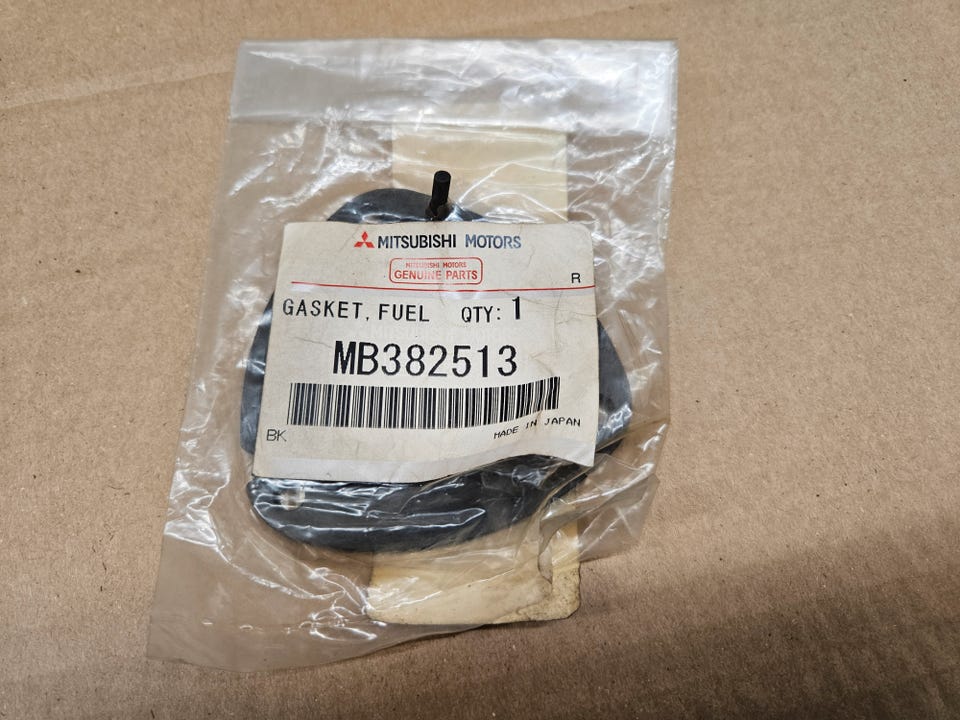 MITSUBISHI MOTORS
MITSUBISHI MOTORS
GENUINE PARTS
R
GASKET, FUEL QTY: 1
MB382513
BK MADE IN JAPAN